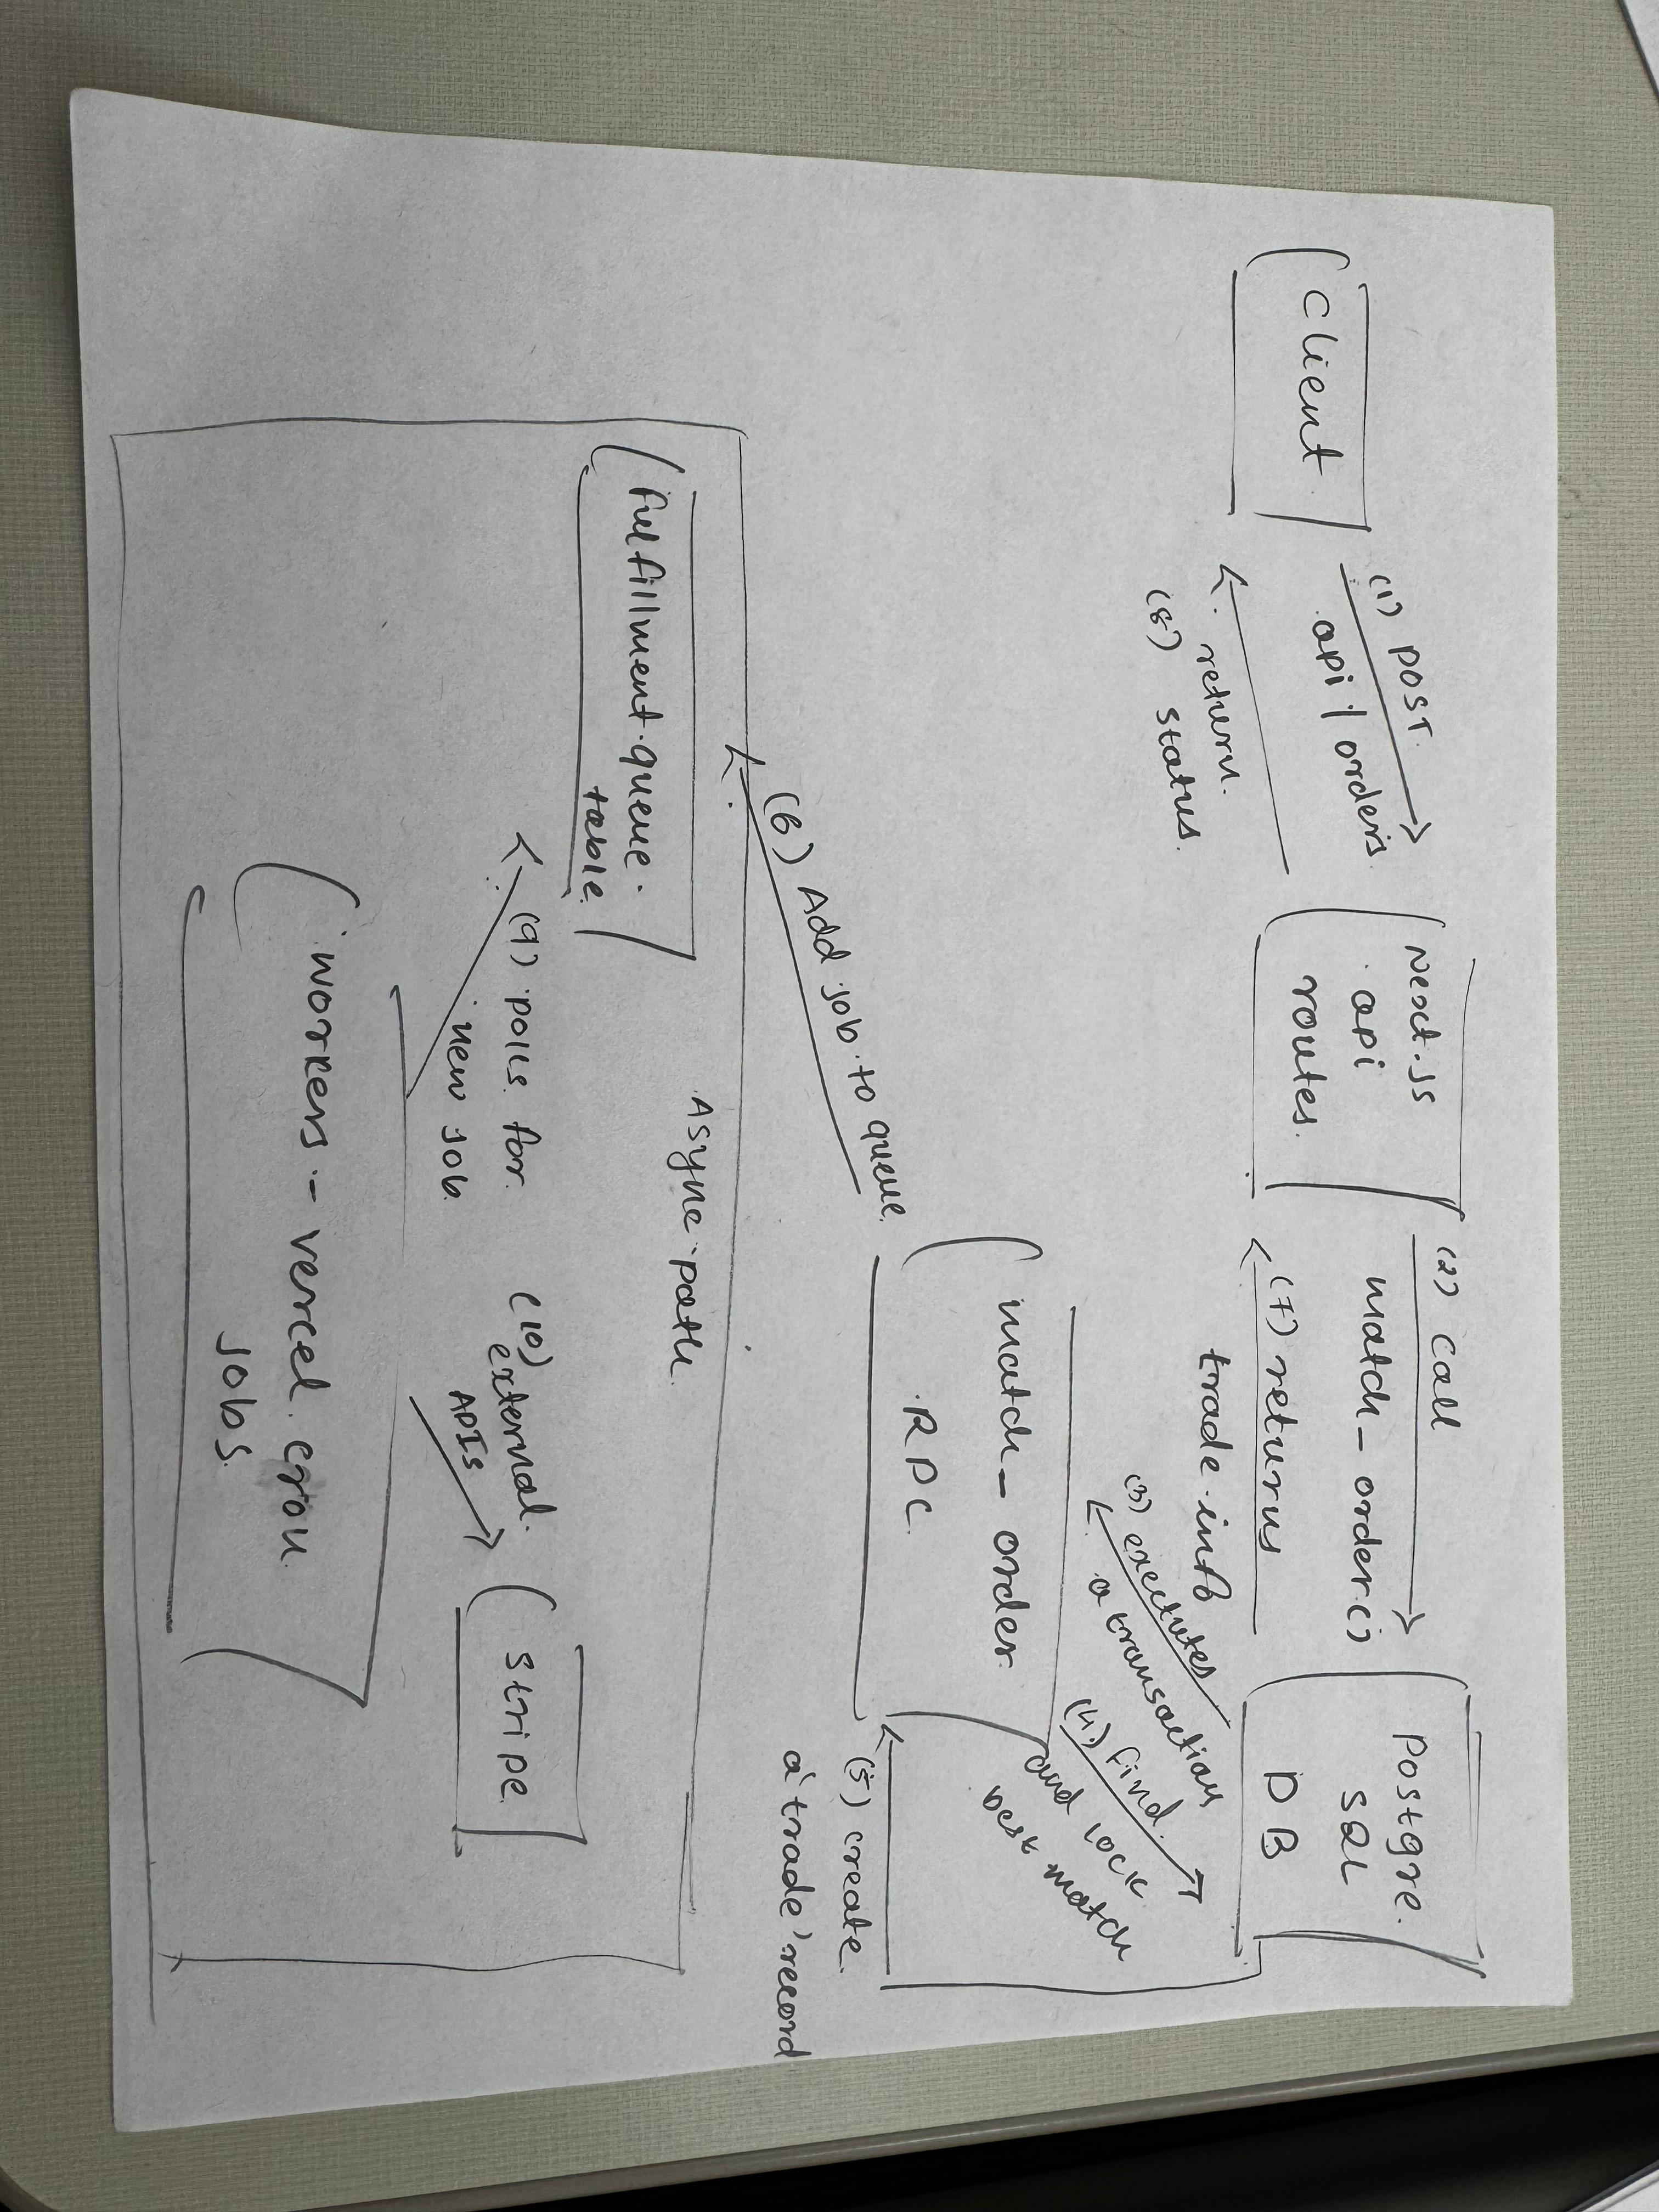 client
(1) POST
api / orders
return
(8) status
Next.js
api
routes
(2) call
match_order()
(7) returns
trade info
Postgre
SQL
DB
(3) executes
a transaction
(4) find
and lock
best match
match_order
RPC
(5) create
a 'trade' record
(6) Add job to queue
Async path
fulfillment queue
table
(9) polls for
new job
(10)
external
APIs
stripe
workers - vercel cron
jobs